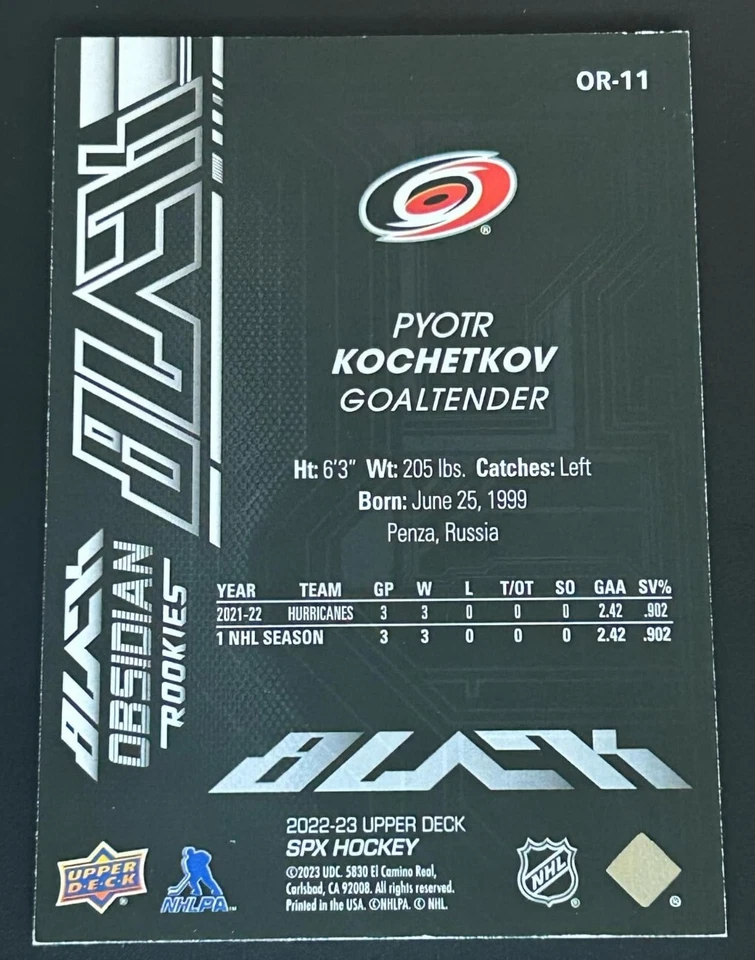 OR-11
BLACK
PYOTR
KOCHETKOV
GOALTENDER
Ht: 6'3" Wt: 205 lbs. Catches: Left
Born: June 25, 1999
Penza, Russia
BLACK
OBSIDIAN
ROOKIES
YEAR TEAM GP W L T/OT SO GAA SV%
2021-22 HURRICANES 3 3 0 0 0 2.42 .902
1 NHL SEASON 3 3 0 0 0 2.42 .902
BLACK
2022-23 UPPER DECK
SPX HOCKEY
©2023 UDC. 5830 El Camino Real,
Carlsbad, CA 92008. All rights reserved.
Printed in the USA. ©NHLPA. © NHL.
UPPER
D·E·C·K
NHLPA
NHL